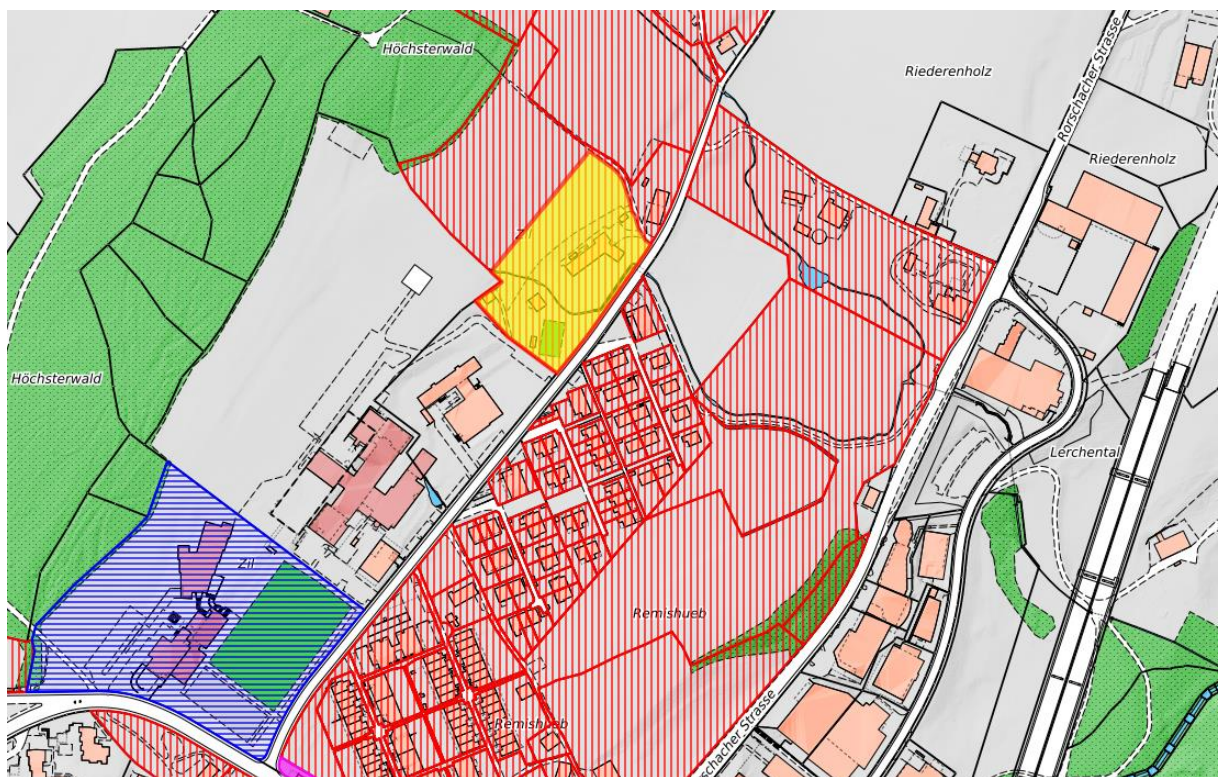 Höchsterwald
Riederenholz
Rorschacher Strasse
Riederenholz
Höchsterwald
Lerchental
Zil
Remishueb
Remishueb
Rorschacher Strasse